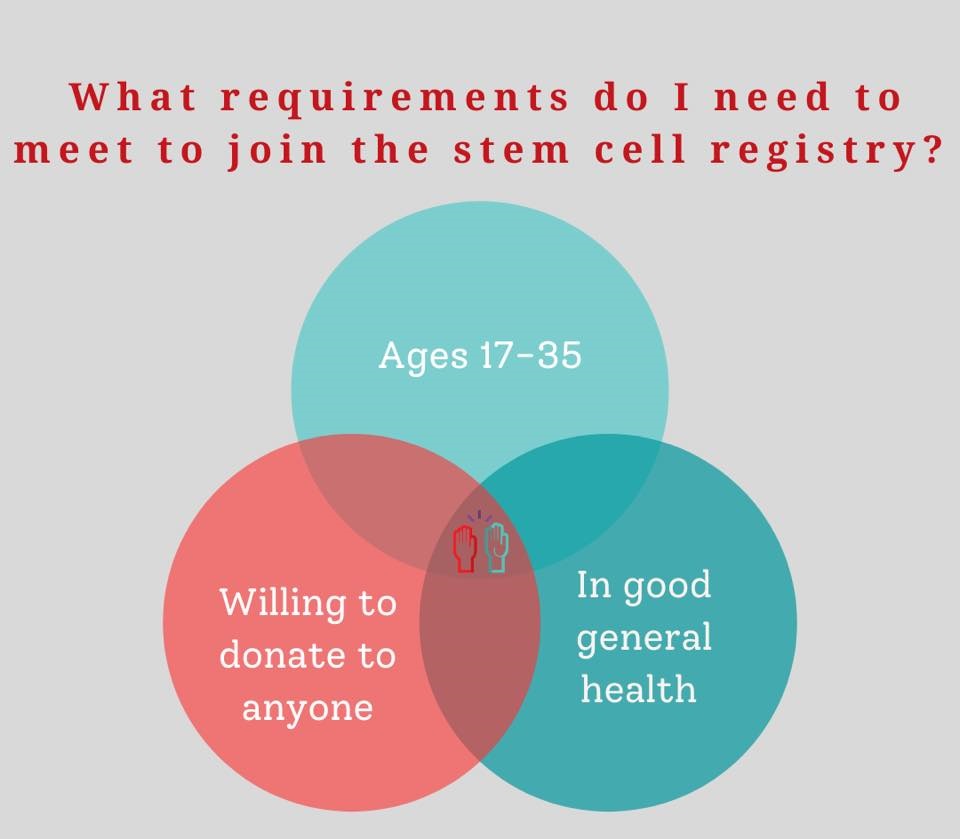 What requirements do I need to
meet to join the stem cell registry?
Ages 17-35
Willing to
donate to
anyone
In good
general
health